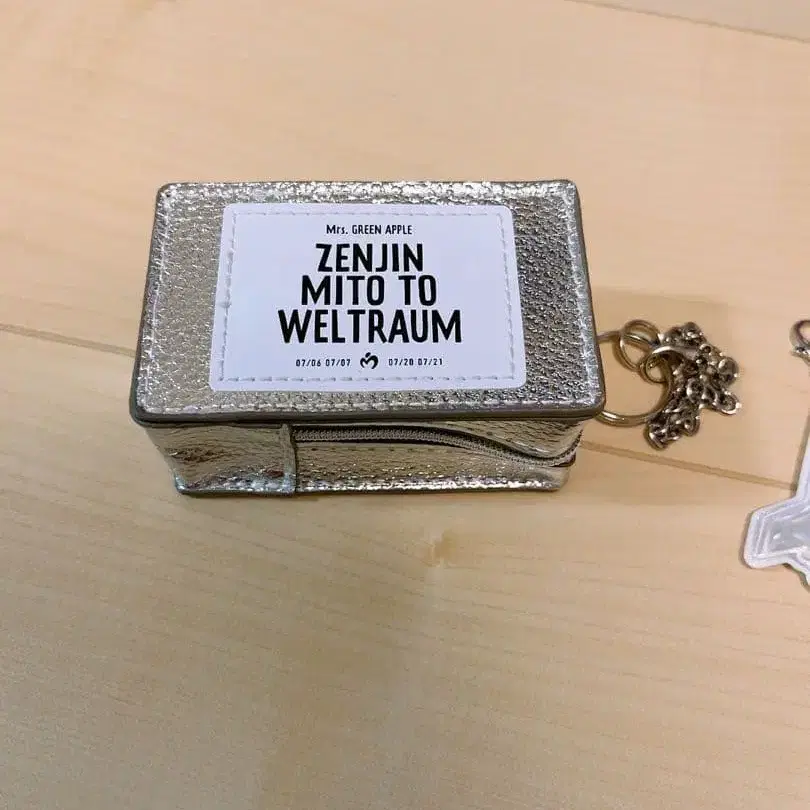 Mrs. GREEN APPLE
ZENJIN
MITO TO
WELTRAUM
07/06 07/07 07/20 07/21